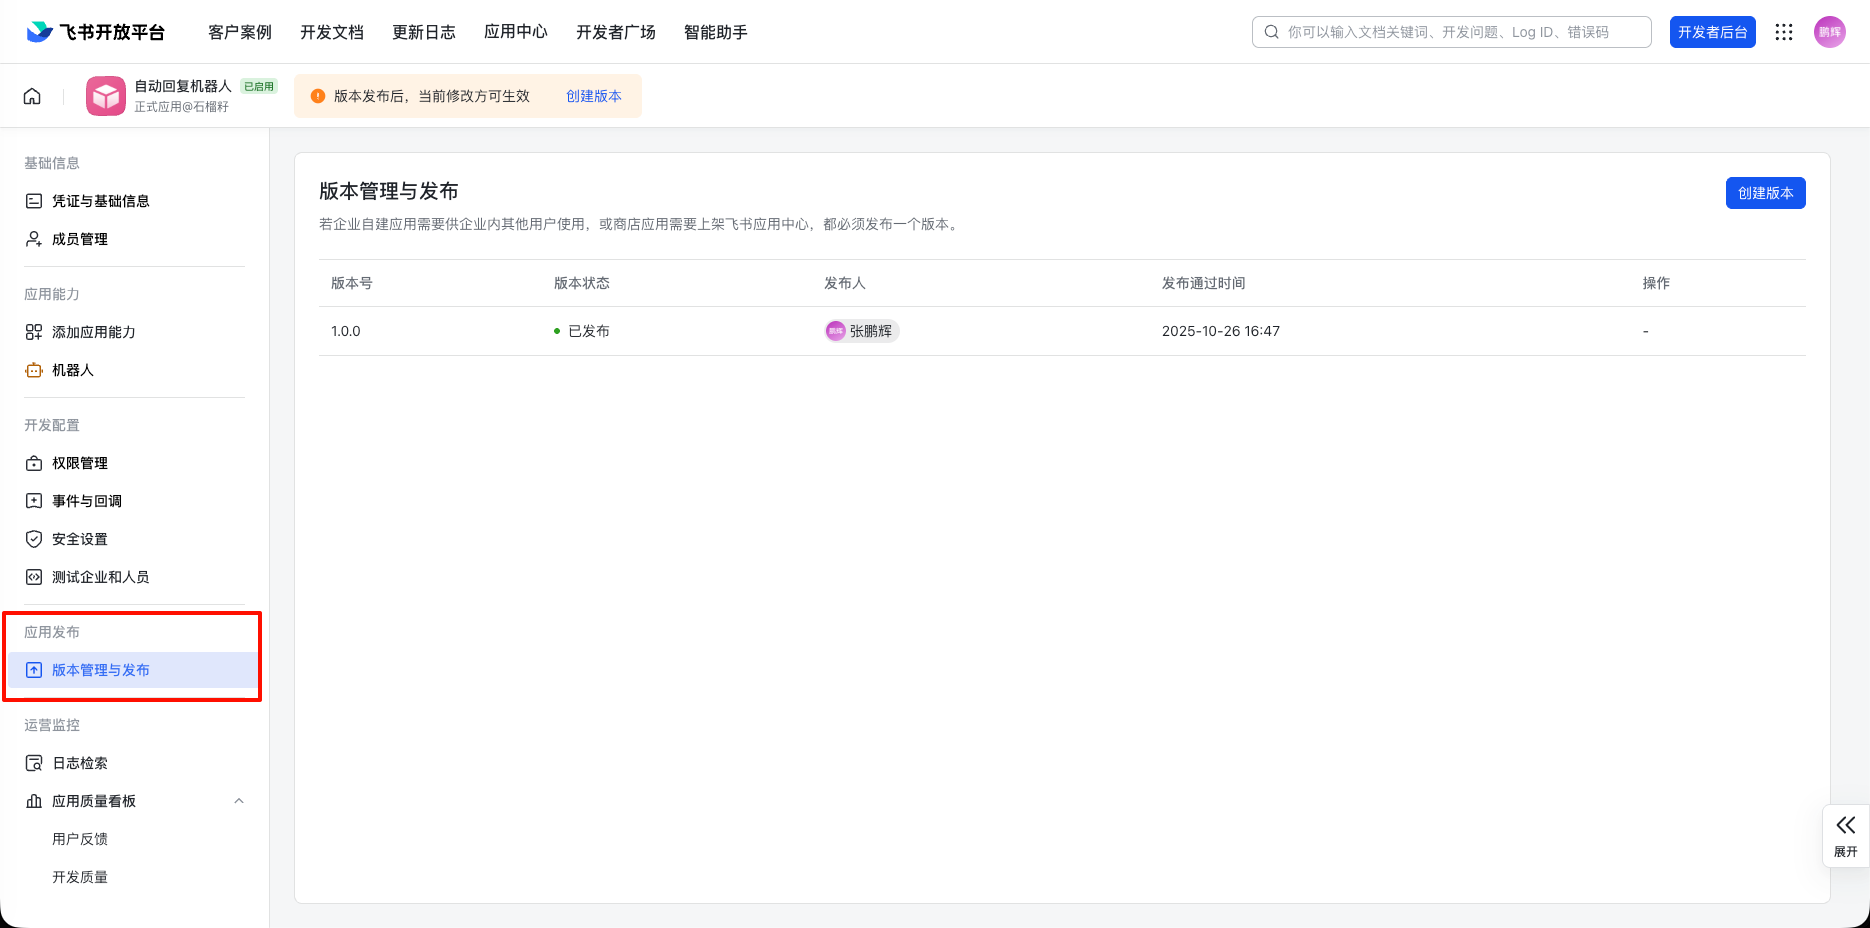 飞书开放平台 客户案例 开发文档 更新日志 应用中心 开发者广场 智能助手 你可以输入文档关键词、开发问题、Log ID、错误码 开发者后台 鹏辉
自动回复机器人 已启用
正式应用@石榴籽
版本发布后，当前修改方可生效 创建版本
基础信息
凭证与基础信息
成员管理
应用能力
添加应用能力
机器人
开发配置
权限管理
事件与回调
安全设置
测试企业和人员
应用发布
版本管理与发布
运营监控
日志检索
应用质量看板
用户反馈
开发质量
版本管理与发布 创建版本
若企业自建应用需要供企业内其他用户使用，或商店应用需要上架飞书应用中心，都必须发布一个版本。
版本号 版本状态 发布人 发布通过时间 操作
1.0.0 已发布 鹏辉 张鹏辉 2025-10-26 16:47 -
展开